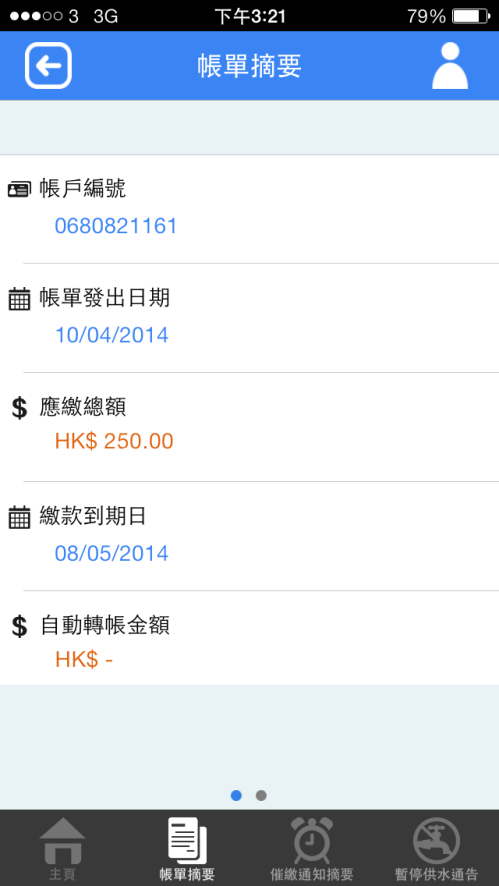 3 3G 下午3:21 79%
帳單摘要
帳戶編號
0680821161
帳單發出日期
10/04/2014
$ 應繳總額
HK$ 250.00
繳款到期日
08/05/2014
$ 自動轉帳金額
HK$ -
主頁 帳單摘要 催繳通知摘要 暫停供水通告